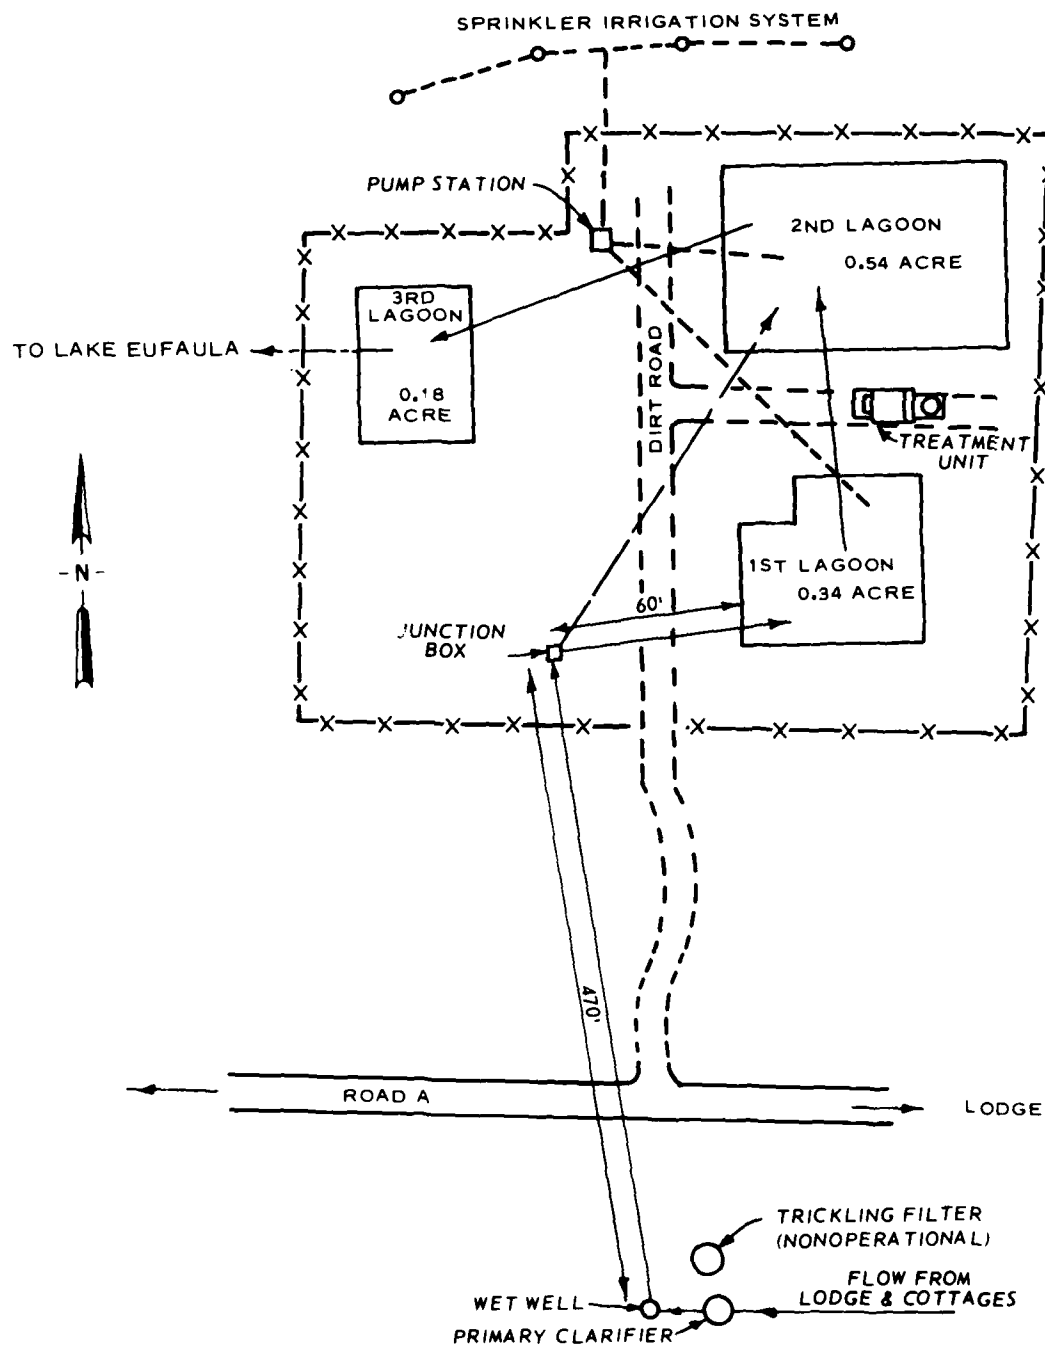 SPRINKLER IRRIGATION SYSTEM
PUMP STATION
2ND LAGOON
0.54 ACRE
3RD
LAGOON
0.18
ACRE
TO LAKE EUFAULA
DIRT ROAD
TREATMENT
UNIT
-N-
1ST LAGOON
0.34 ACRE
60'
JUNCTION
BOX
470'
ROAD A
LODGE
TRICKLING FILTER
(NONOPERATIONAL)
FLOW FROM
LODGE & COTTAGES
WET WELL
PRIMARY CLARIFIER